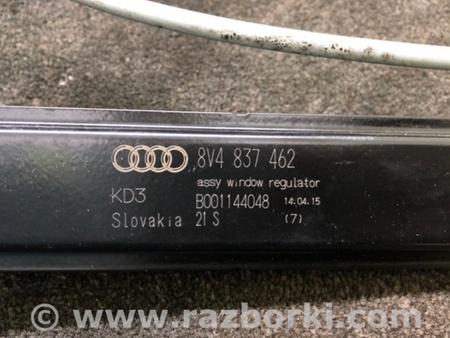 8V4 837 462
assy window regulator
KD3 B001144048 14.04.15
Slovakia 21 S (7)
www.razborki.com